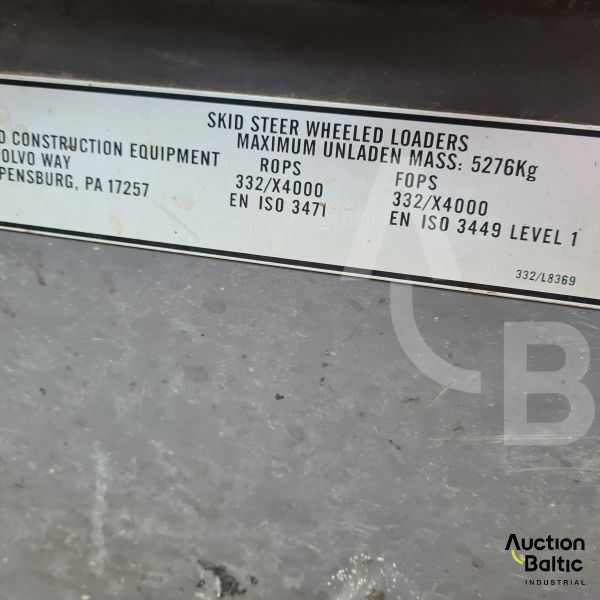 SKID STEER WHEELED LOADERS
MAXIMUM UNLADEN MASS: 5276Kg
O CONSTRUCTION EQUIPMENT
OLVO WAY
PENSBURG, PA 17257
ROPS
332/X4000
EN ISO 3471
FOPS
332/X4000
EN ISO 3449 LEVEL 1
332/L8369
B
Auction
Baltic
INDUSTRIAL